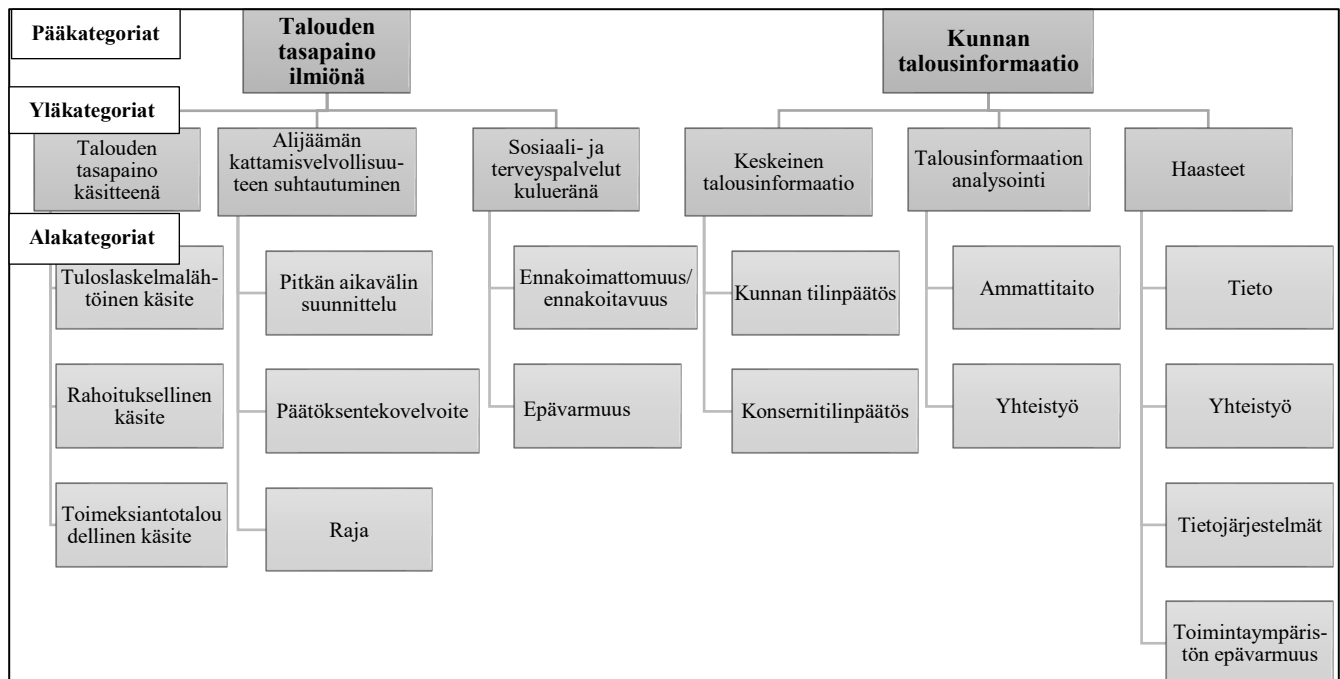 Pääkategoriat
Talouden
tasapaino
ilmiönä
Kunnan
talousinformaatio
Yläkategoriat
Talouden
tasapaino
käsitteenä
Alijäämän
kattamisvelvollisuu-
teen suhtautuminen
Sosiaali- ja
terveyspalvelut
kulueränä
Keskeinen
talousinformaatio
Talousinformaation
analysointi
Haasteet
Alakategoriat
Tuloslaskelmaläh-
töinen käsite
Pitkän aikavälin
suunnittelu
Ennakoimattomuus/
ennakoitavuus
Kunnan tilinpäätös
Ammattitaito
Tieto
Rahoituksellinen
käsite
Päätöksentekovelvoite
Epävarmuus
Konsernitilinpäätös
Yhteistyö
Yhteistyö
Toimeksiantotalou
dellinen käsite
Raja
Tietojärjestelmät
Toimintaympäris-
tön epävarmuus